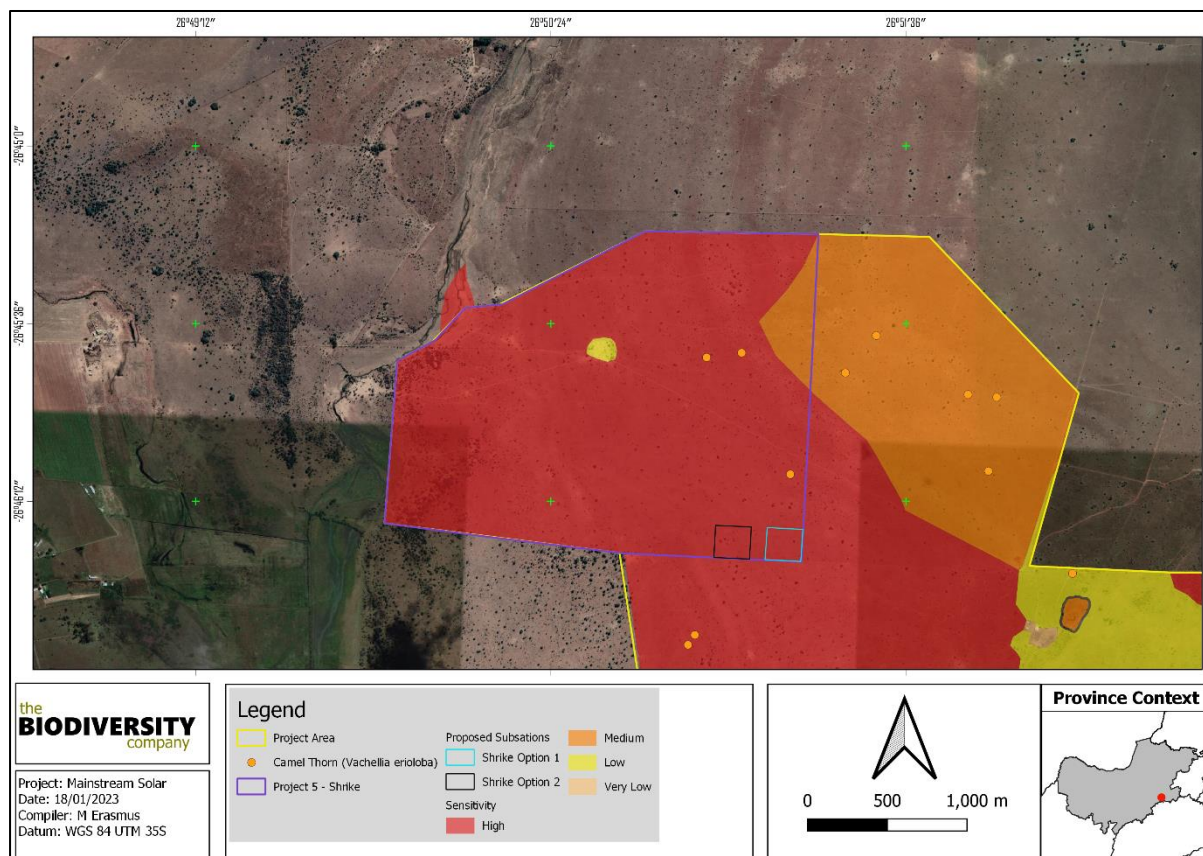 26°49'12"
26°50'24"
26°51'36"
-26°45'0"
-26°45'36"
-26°46'12"
the
BIODIVERSITY
company
Project: Mainstream Solar
Date: 18/01/2023
Compiler: M Erasmus
Datum: WGS 84 UTM 35S
Legend
Project Area
Camel Thorn (Vachellia erioloba)
Project 5 - Shrike
Proposed Subsations
Shrike Option 1
Shrike Option 2
Sensitivity
High
Medium
Low
Very Low
0 500 1,000 m
Province Context